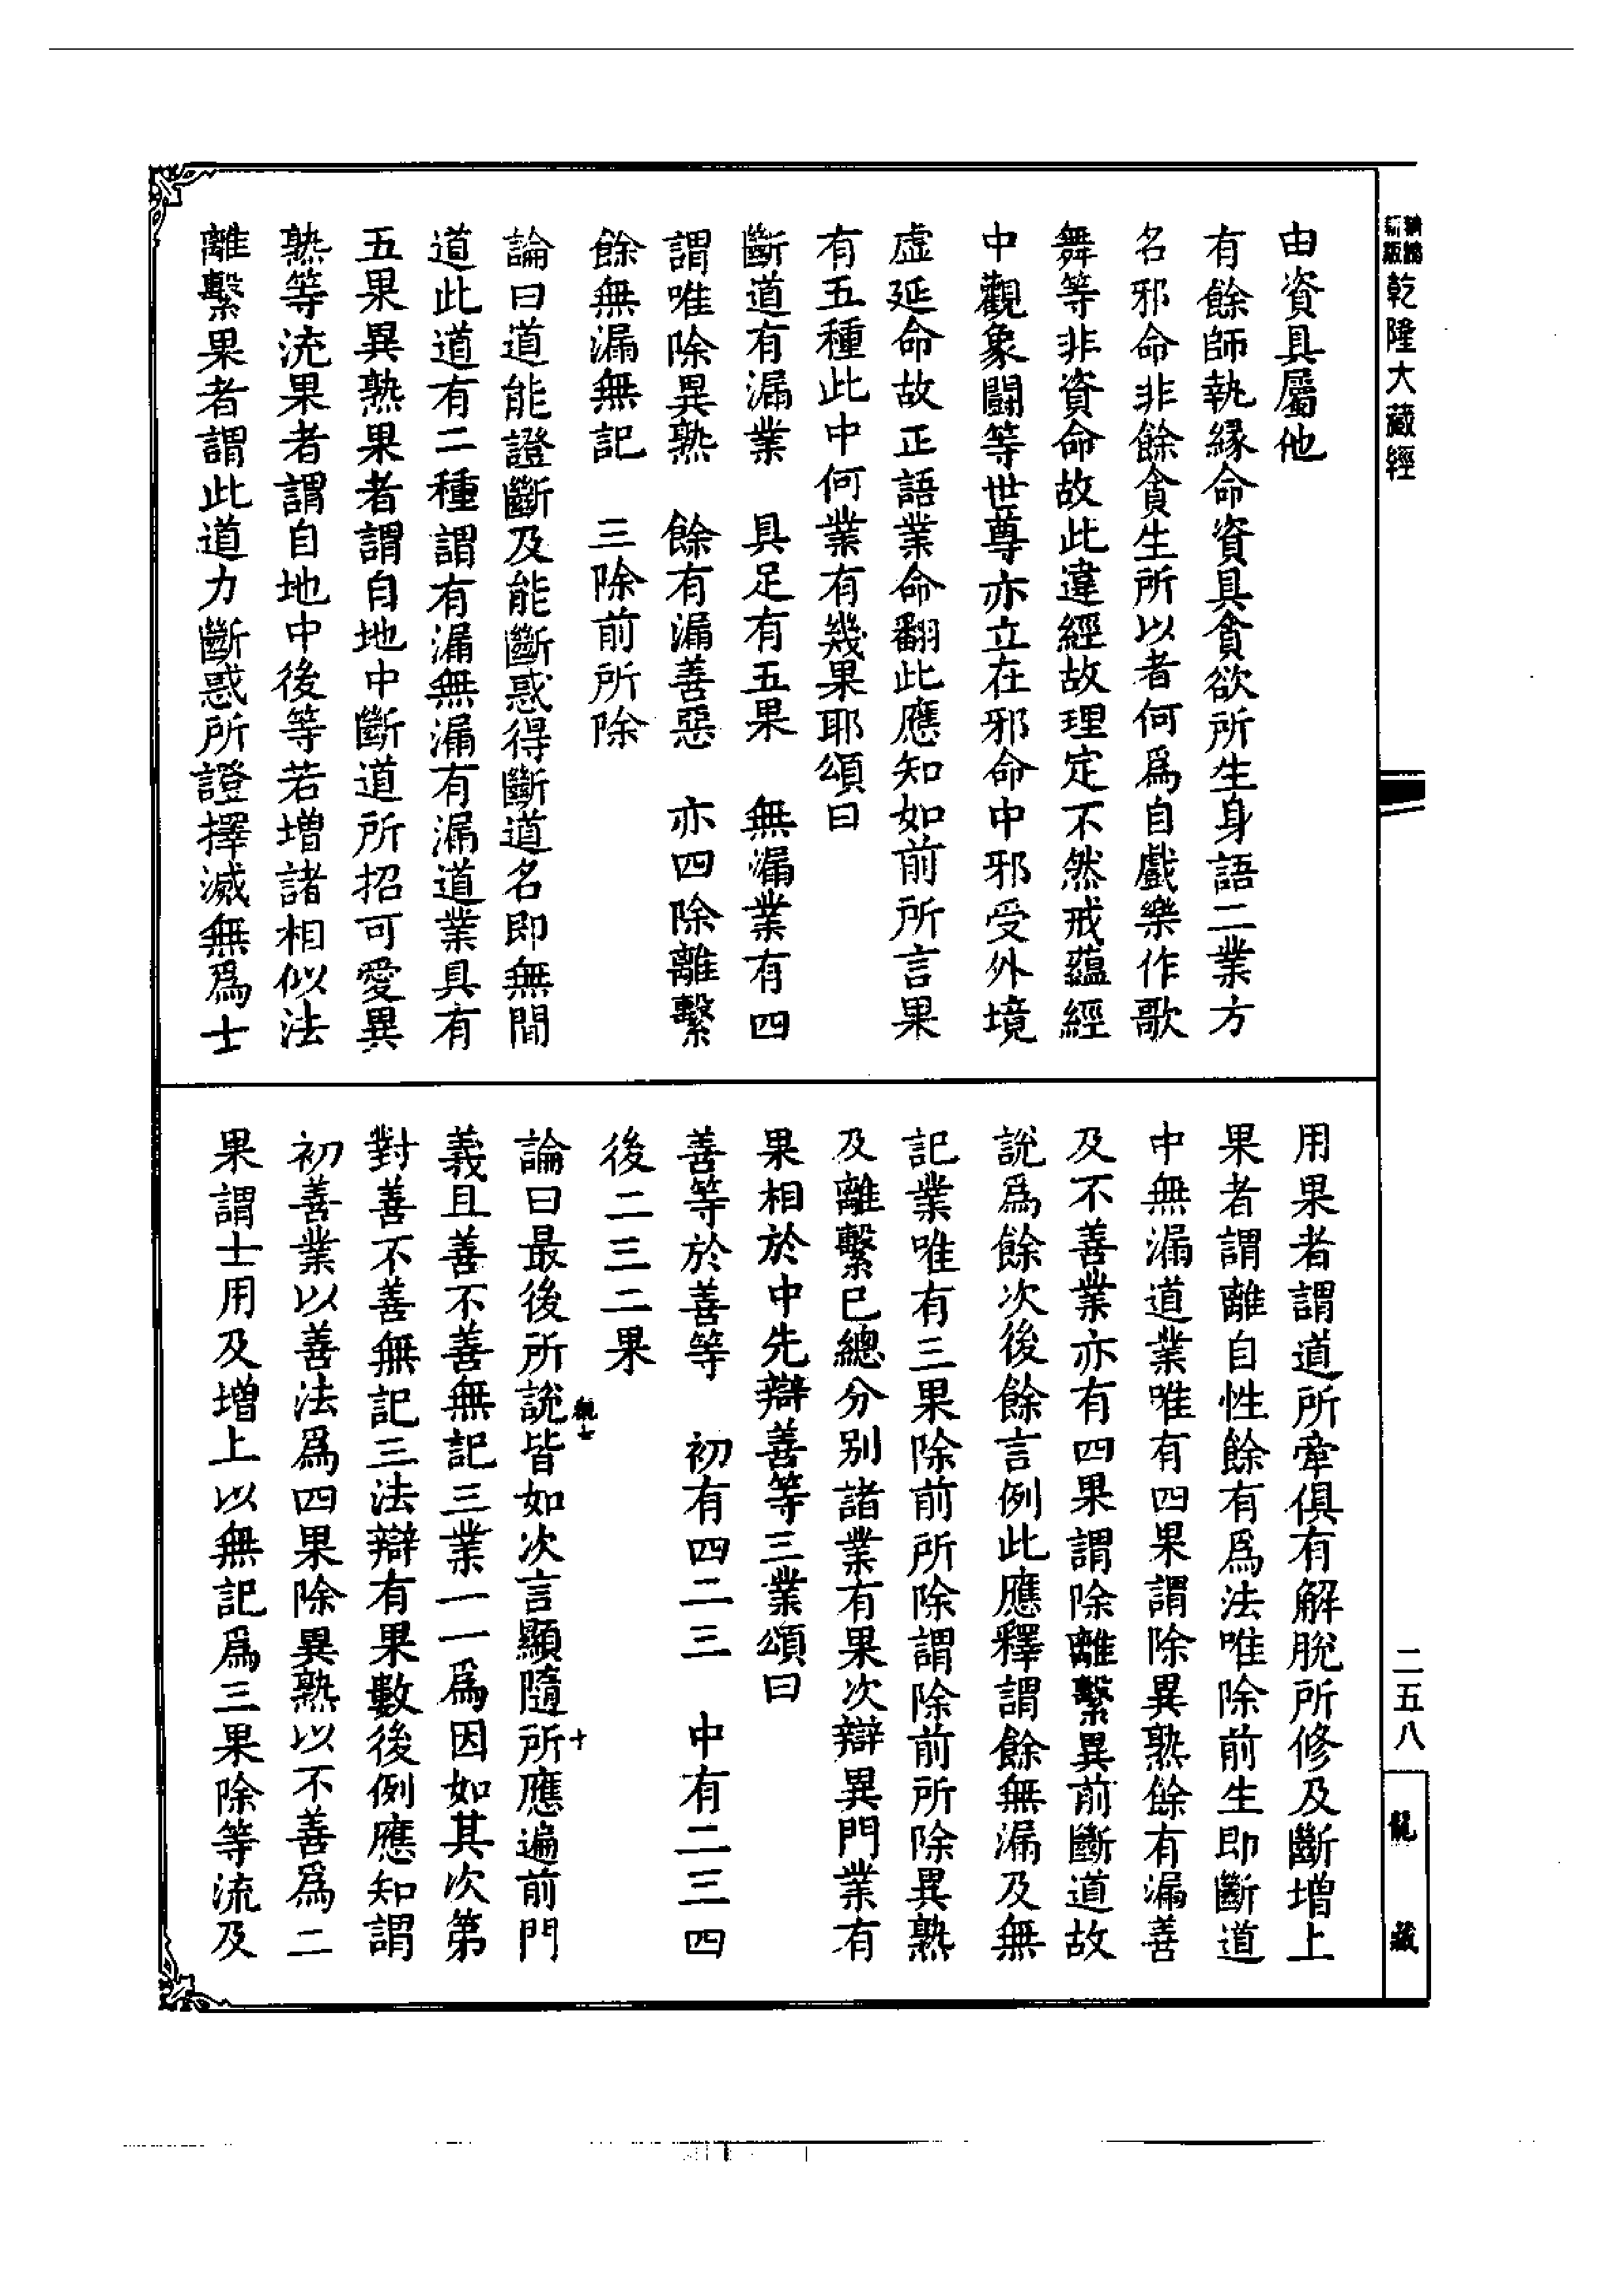 乾隆大藏經
由資具屬他
有餘師執緣命資具貪欲所生身語二業方
名邪命非餘貪生所以者何爲自戲樂作歌
舞等非資命故此違經故理定不然戒蘊經
中觀象鬪等世尊亦立在邪命中邪受外境
虛延命故正語業命翻此應知如前所言果
有五種此中何業有幾果耶頌曰
斷道有漏業　具足有五果　無漏業有四
謂唯除異熟　餘有漏善惡　亦四除離繫
餘無漏無記　三除前所除
論曰道能證斷及能斷惑得斷道名即無間
道此道有二種謂有漏無漏有漏道業具有
五果異熟果者謂自地中斷道所招可愛異
熟等流果者謂自地中後等若增諸相似法
離繫果者謂此道力斷惑所證擇滅無爲士
用果者謂道所牽俱有解脫所修及斷增上
果者謂離自性餘有爲法唯除前生即斷道
中無漏道業唯有四果謂除異熟餘有漏善
及不善業亦有四果謂除離繫異前斷道故
說爲餘次後餘言例此應釋謂餘無漏及無
記業唯有三果除前所除謂除前所除異熟
及離繫已總分別諸業有果次辯異門業有
果相於中先辯善等三業頌曰
善等於善等　初有四二三　中有二三四
後二三二果
論曰最後所說皆如次言顯隨所應遍前門
義且善不善無記三業一一爲因如其次第
對善不善無記三法辯有果數後例應知謂
初善業以善法爲四果除異熟以不善爲二
果謂士用及增上以無記爲三果除等流及
十
二五八
龍藏